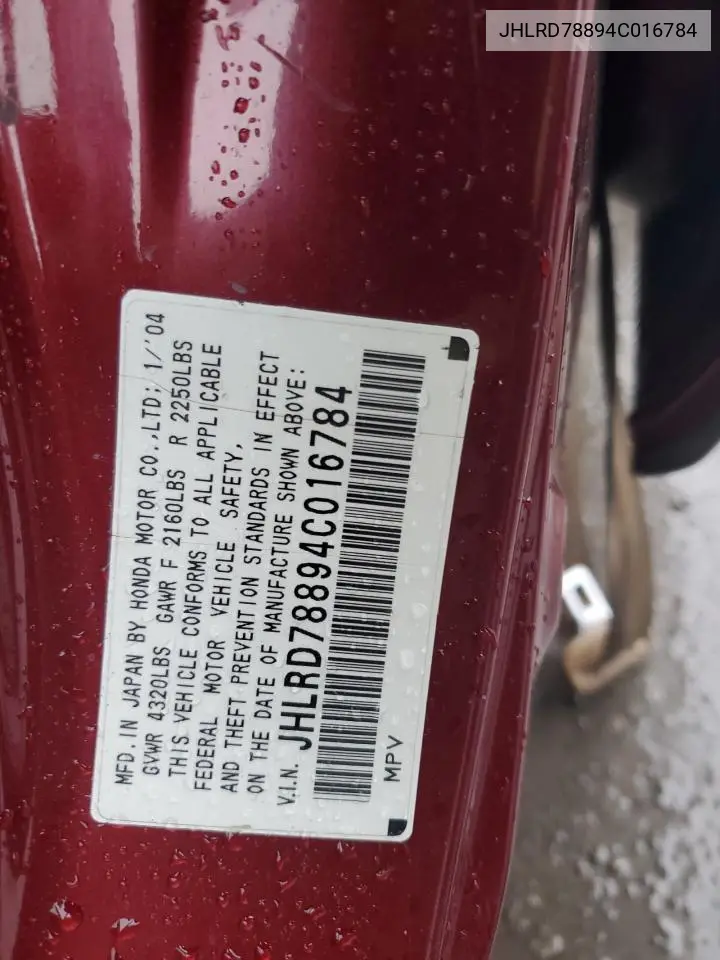 JHLRD78894C016784
MFD. IN JAPAN BY HONDA MOTOR CO.,LTD; 1/'04
GVWR 4320LBS GAWR F 2160LBS R 2250LBS
THIS VEHICLE CONFORMS TO ALL APPLICABLE
FEDERAL MOTOR VEHICLE SAFETY,
AND THEFT PREVENTION STANDARDS IN EFFECT
ON THE DATE OF MANUFACTURE SHOWN ABOVE:
V.I.N. JHLRD78894C016784
MPV